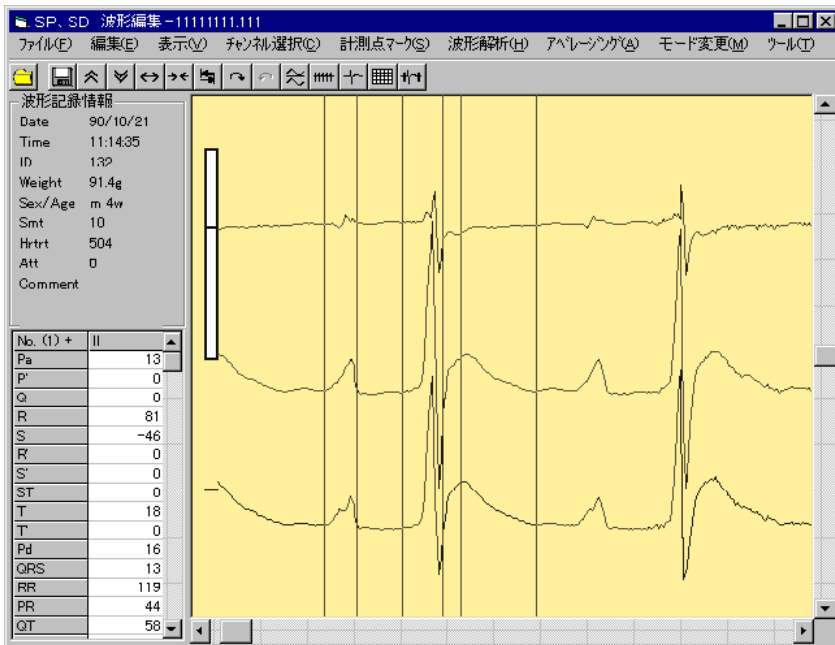 SP、SD 波形編集-11111111.111
ファイル(F) 編集(E) 表示(V) チャンネル選択(C) 計測点マーク(S) 波形解析(H) アベレージング(A) モード変更(M) ツール(T)
波形記録情報
Date 90/10/21
Time 11:14:35
ID 132
Weight 91.4g
Sex/Age m 4w
Smt 10
Hrtrt 504
Att 0
Comment
No. (1) + II
Pa 13
P' 0
Q 0
R 81
S -46
R' 0
S' 0
ST 0
T 18
T' 0
Pd 16
QRS 13
RR 119
PR 44
QT 58